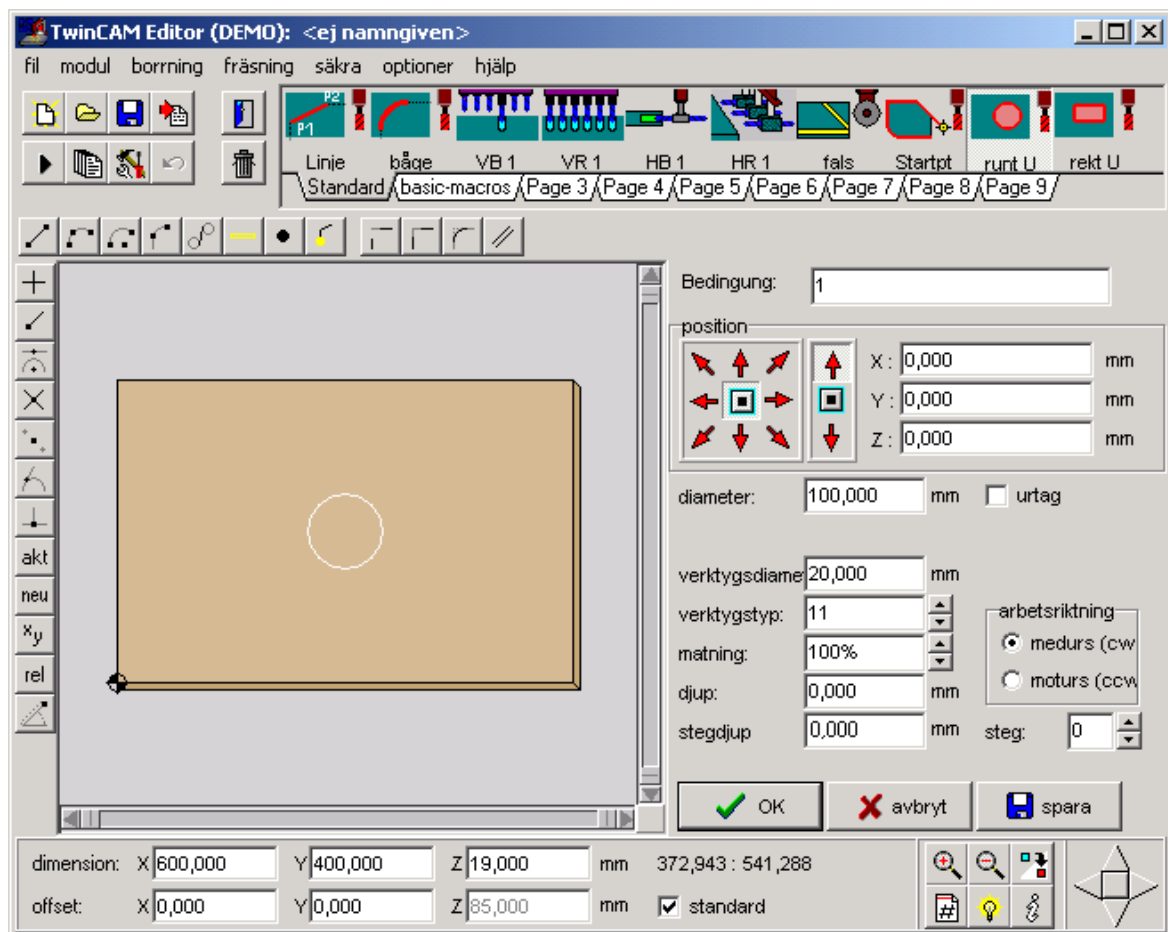 TwinCAM Editor (DEMO): <ej namngiven>
fil modul borrning fräsning säkra optioner hjälp
P1 P2
Linje båge VB 1 VR 1 HB 1 HR 1 fals Startpt runt U rekt U
Standard basic-macros Page 3 Page 4 Page 5 Page 6 Page 7 Page 8 Page 9
Bedingung: 1
position
X : 0,000 mm
Y : 0,000 mm
Z : 0,000 mm
diameter: 100,000 mm urtag
verktygsdiame 20,000 mm
verktygstyp: 11
matning: 100%
djup: 0,000 mm
stegdjup 0,000 mm steg: 0
arbetsriktning
medurs (cw
moturs (ccw
akt
neu
xy
rel
OK avbryt spara
dimension: X 600,000 Y 400,000 Z 19,000 mm 372,943 : 541,288
offset: X 0,000 Y 0,000 Z 85,000 mm standard
#
i